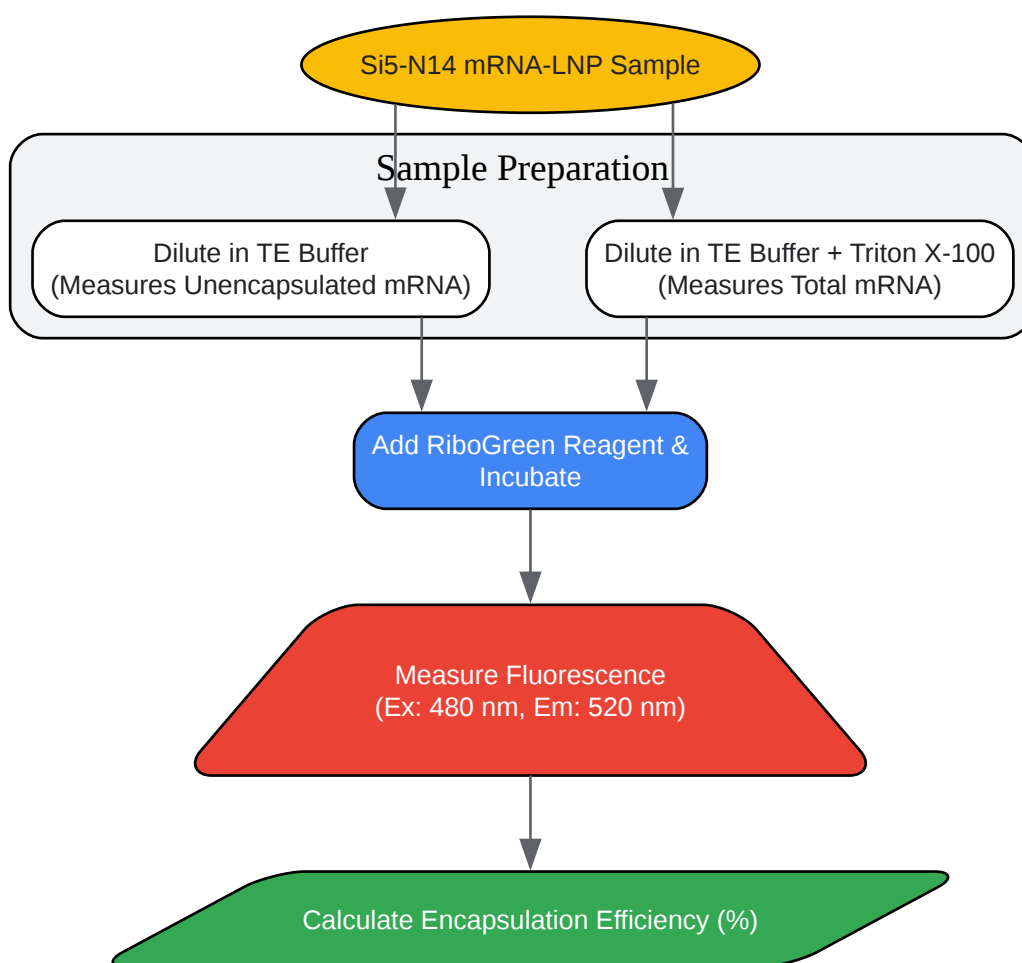 Si5-N14 mRNA-LNP Sample
Sample Preparation
Dilute in TE Buffer
(Measures Unencapsulated mRNA)
Dilute in TE Buffer + Triton X-100
(Measures Total mRNA)
Add RiboGreen Reagent &
Incubate
Measure Fluorescence
(Ex: 480 nm, Em: 520 nm)
Calculate Encapsulation Efficiency (%)